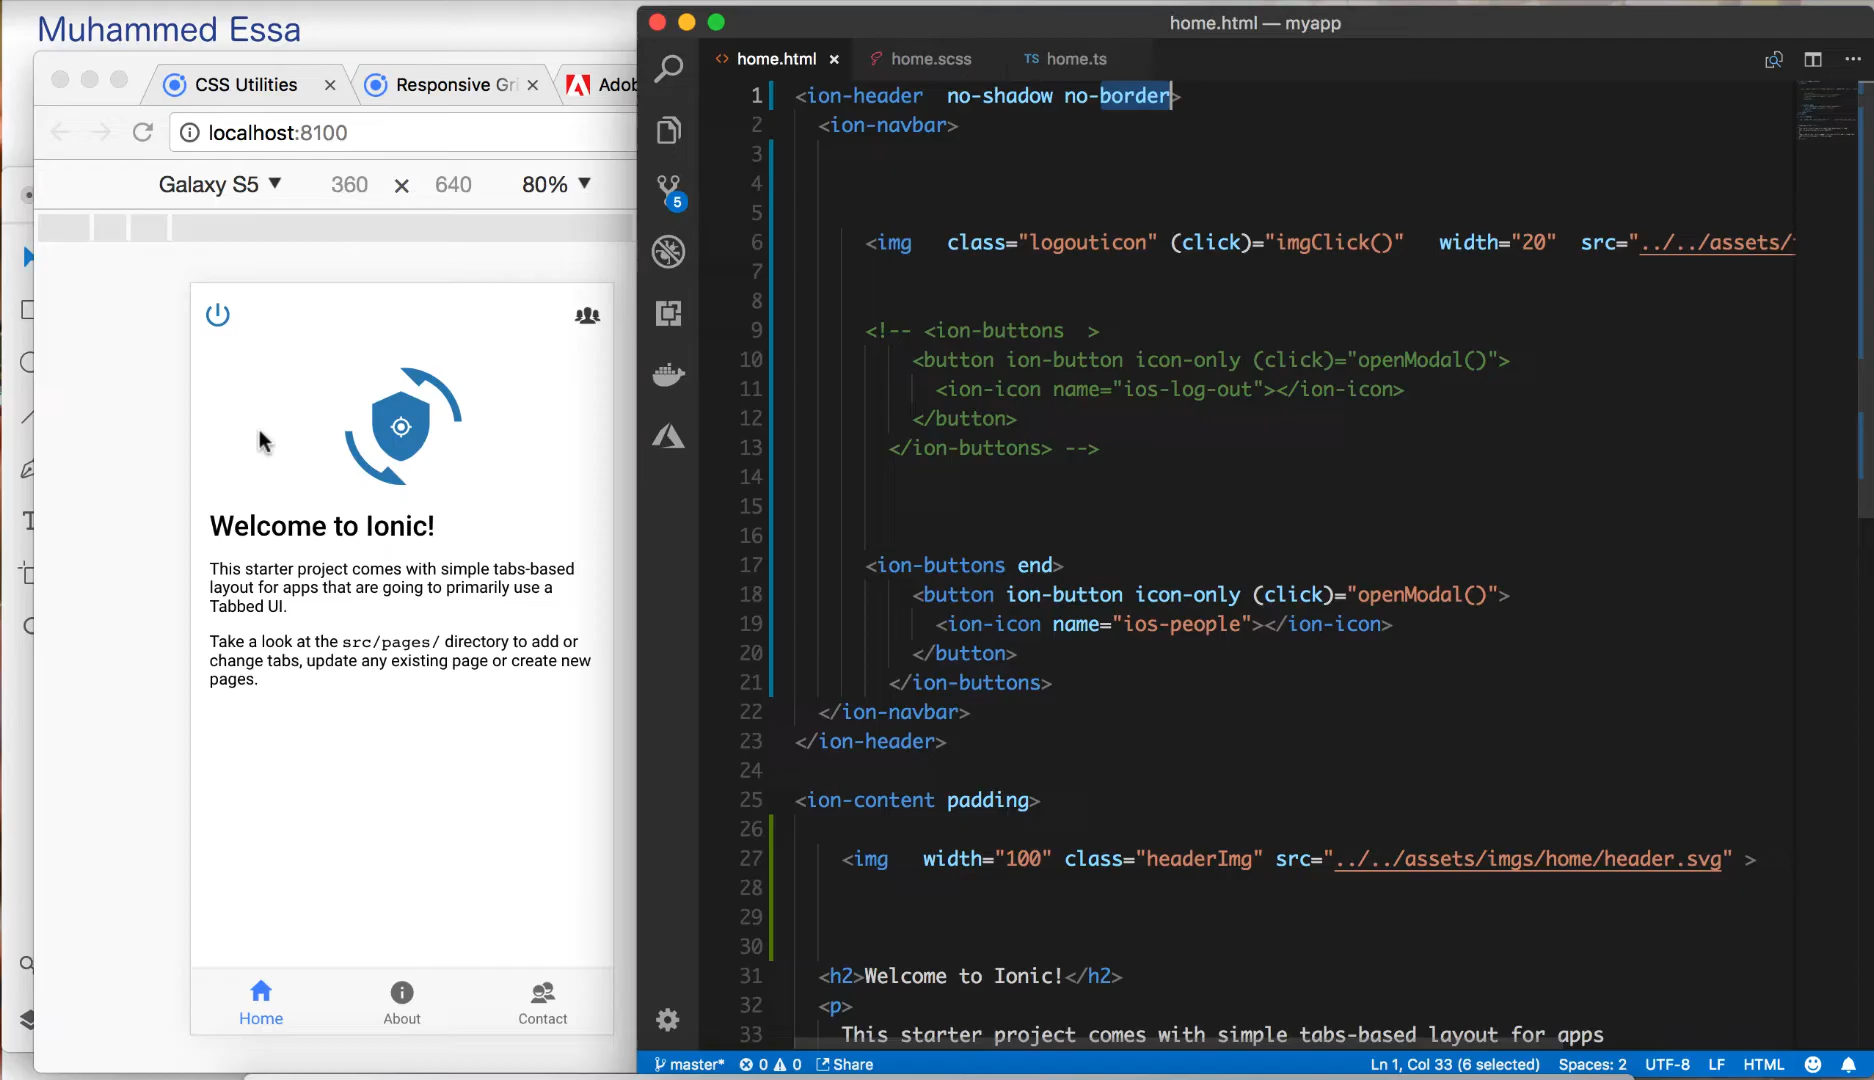 Muhammed Essa
CSS Utilities
Responsive Gri
Adob
localhost:8100
Galaxy S5 ▼ 360 × 640 80% ▼
Welcome to Ionic!
This starter project comes with simple tabs-based
layout for apps that are going to primarily use a
Tabbed UI.
Take a look at the src/pages/ directory to add or
change tabs, update any existing page or create new
pages.
Home
About
Contact
home.html — myapp
home.html
home.scss
TS home.ts
5
1 <ion-header  no-shadow no-border>
2 <ion-navbar>
3
4
5
6 <img   class="logouticon" (click)="imgClick()"   width="20"  src="../../assets/
7
8
9 <!-- <ion-buttons  >
10 <button ion-button icon-only (click)="openModal()">
11 <ion-icon name="ios-log-out"></ion-icon>
12 </button>
13 </ion-buttons> -->
14
15
16
17 <ion-buttons end>
18 <button ion-button icon-only (click)="openModal()">
19 <ion-icon name="ios-people"></ion-icon>
20 </button>
21 </ion-buttons>
22 </ion-navbar>
23 </ion-header>
24
25 <ion-content padding>
26
27 <img   width="100" class="headerImg" src="../../assets/imgs/home/header.svg" >
28
29
30
31 <h2>Welcome to Ionic!</h2>
32 <p>
33 This starter project comes with simple tabs-based layout for apps
master* 0 0 Share Ln 1, Col 33 (6 selected) Spaces: 2 UTF-8 LF HTML